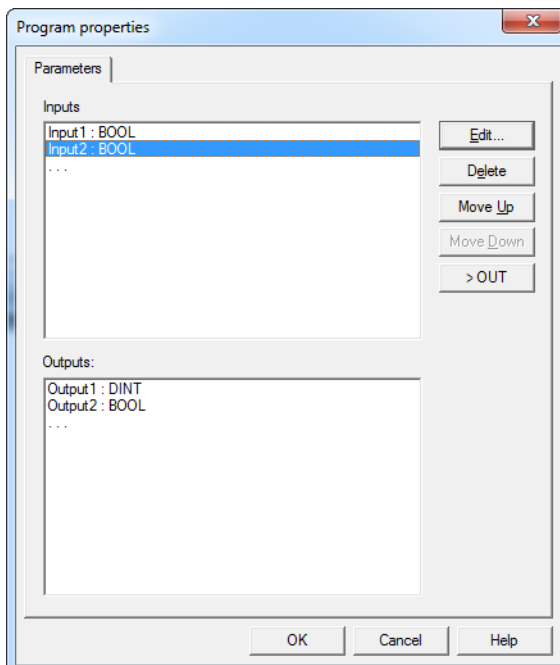 Program properties
Parameters
Inputs
Input1 : BOOL
Input2 : BOOL
. . .
Edit...
Delete
Move Up
Move Down
> OUT
Outputs:
Output1 : DINT
Output2 : BOOL
. . .
OK
Cancel
Help